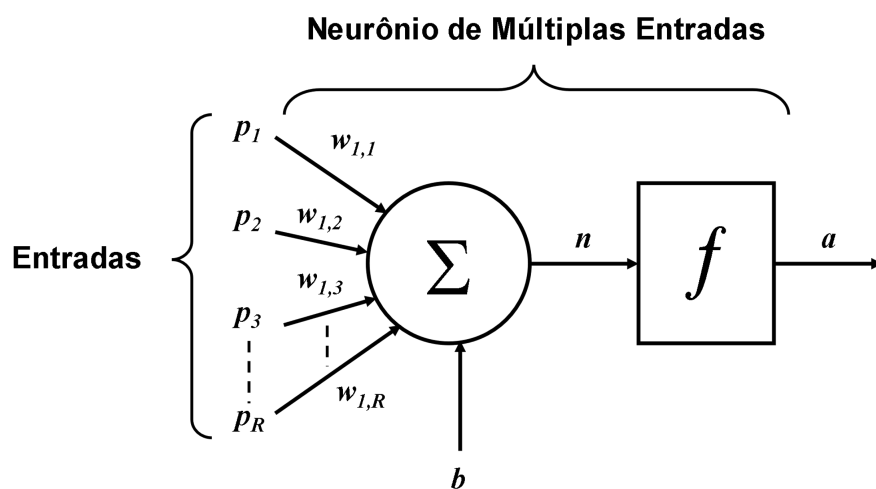 Neurônio de Múltiplas Entradas
Entradas
p1
w1,1
p2
w1,2
p3
w1,3
pR
w1,R
Σ
b
n
f
a